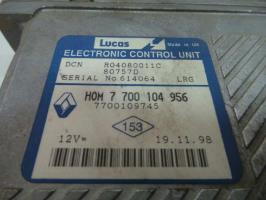 Lucas
Made in UK
ELECTRONIC CONTROL UNIT
DCN R04080011C
80757D
SERIAL No 614064 LRG
HOM 7 700 104 956
7700109745
153
12V= 19.11.98